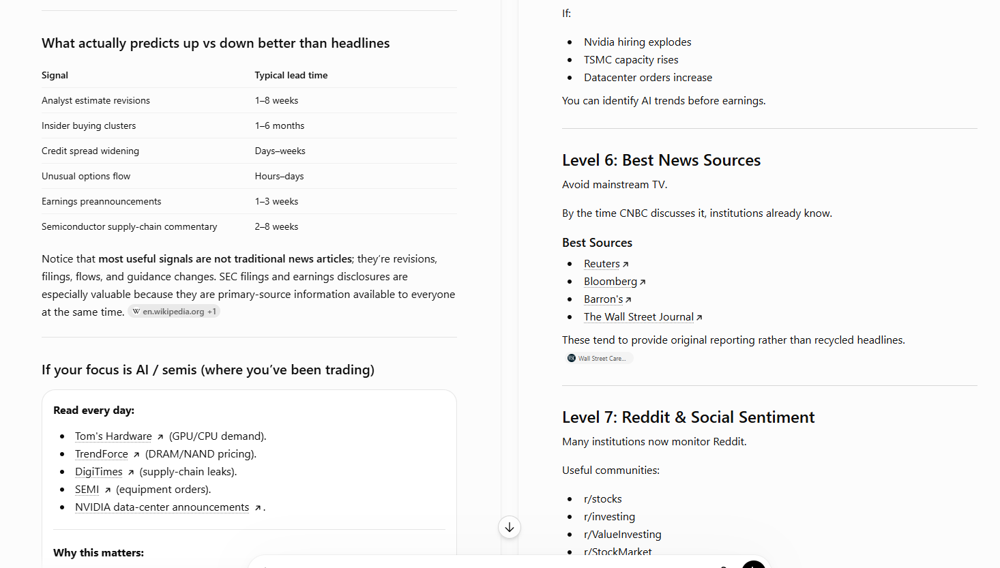 What actually predicts up vs down better than headlines
Signal Typical lead time
Analyst estimate revisions 1–8 weeks
Insider buying clusters 1–6 months
Credit spread widening Days–weeks
Unusual options flow Hours–days
Earnings preannouncements 1–3 weeks
Semiconductor supply-chain commentary 2–8 weeks
Notice that most useful signals are not traditional news articles; they’re revisions,
filings, flows, and guidance changes. SEC filings and earnings disclosures are
especially valuable because they are primary-source information available to everyone
at the same time. W en.wikipedia.org +1
If your focus is AI / semis (where you’ve been trading)
Read every day:
• Tom's Hardware ↗ (GPU/CPU demand).
• TrendForce ↗ (DRAM/NAND pricing).
• DigiTimes ↗ (supply-chain leaks).
• SEMI ↗ (equipment orders).
• NVIDIA data-center announcements ↗.
Why this matters:
If:
• Nvidia hiring explodes
• TSMC capacity rises
• Datacenter orders increase
You can identify AI trends before earnings.
Level 6: Best News Sources
Avoid mainstream TV.
By the time CNBC discusses it, institutions already know.
Best Sources
• Reuters ↗
• Bloomberg ↗
• Barron's ↗
• The Wall Street Journal ↗
These tend to provide original reporting rather than recycled headlines.
Wall Street Care...
Level 7: Reddit & Social Sentiment
Many institutions now monitor Reddit.
Useful communities:
• r/stocks
• r/investing
• r/ValueInvesting
• r/StockMarket